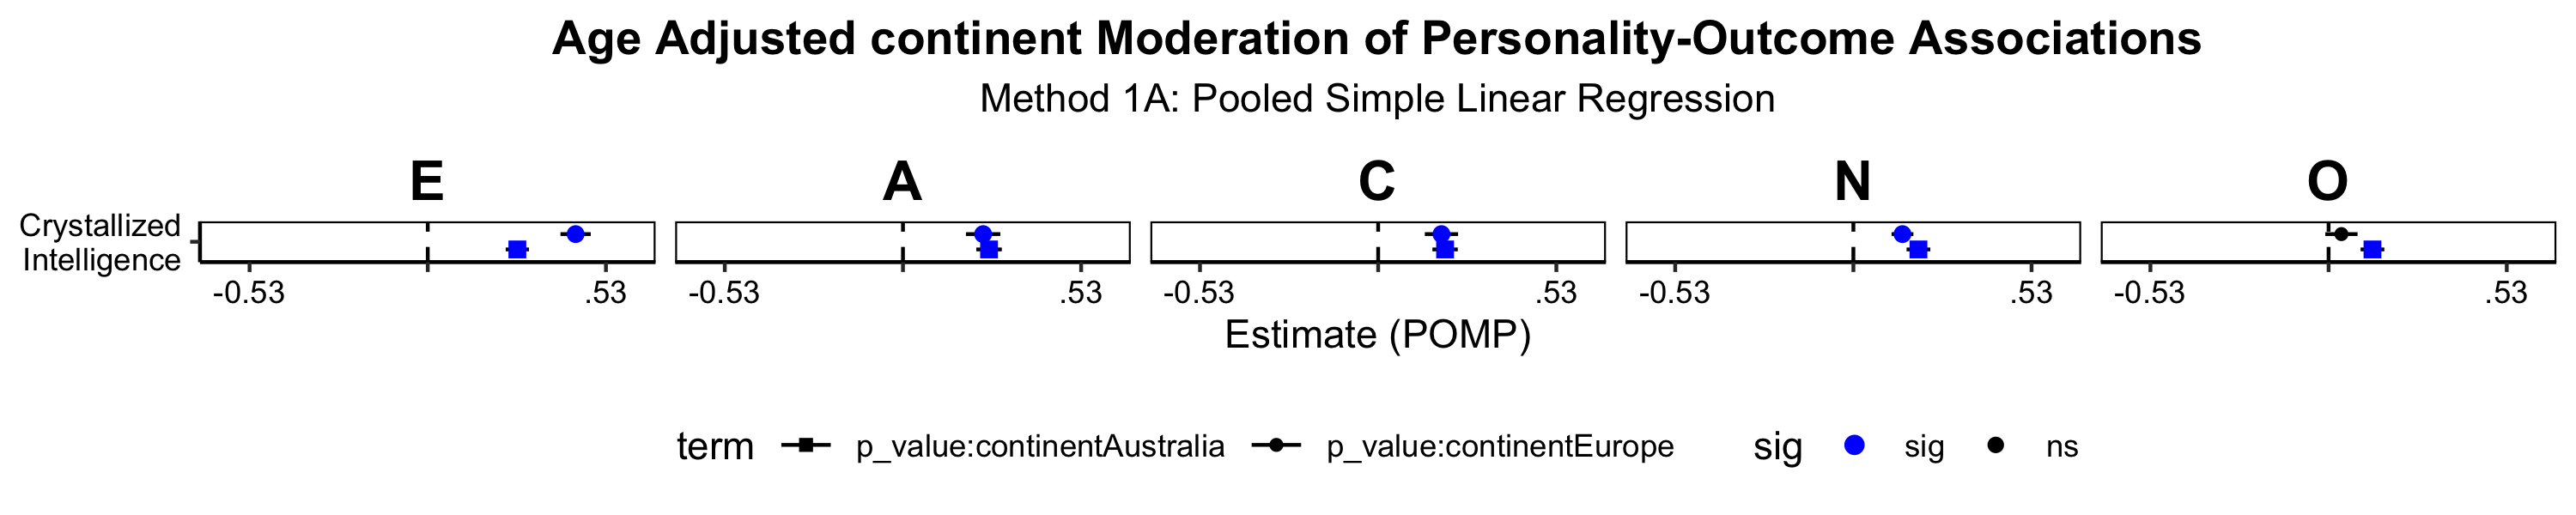 Age Adjusted continent Moderation of Personality-Outcome Associations
Method 1A: Pooled Simple Linear Regression
E A C N O
Crystallized
Intelligence
-0.53 .53 -0.53 .53 -0.53 .53 -0.53 .53 -0.53 .53
Estimate (POMP)
term p_value:continentAustralia p_value:continentEurope sig sig ns